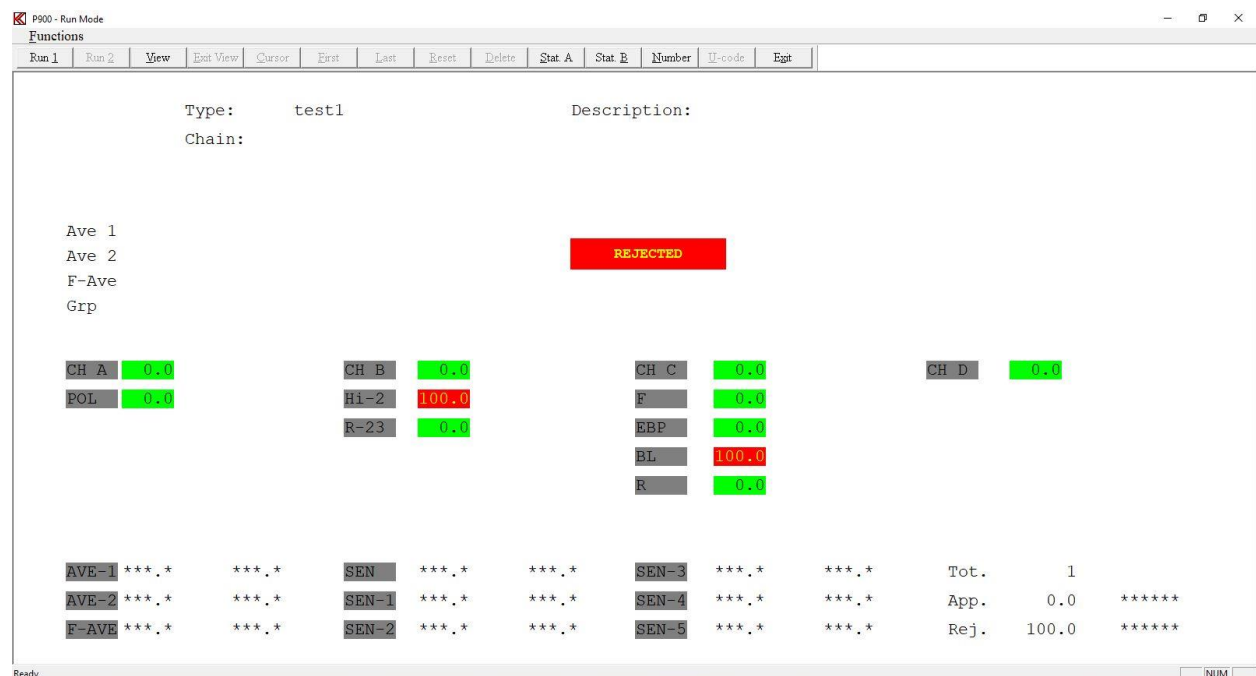 P900 - Run Mode
Functions
Run 1 Run 2 View Exit View Cursor First Last Reset Delete Stat. A Stat. B Number U-code Exit
Type: test1 Description:
Chain:
Ave 1
Ave 2 REJECTED
F-Ave
Grp
CH A 0.0 CH B 0.0 CH C 0.0 CH D 0.0
POL 0.0 Hi-2 100.0 F 0.0
R-23 0.0 EBP 0.0
BL 100.0
R 0.0
AVE-1 ***.* ***.* SEN ***.* ***.* SEN-3 ***.* ***.* Tot. 1
AVE-2 ***.* ***.* SEN-1 ***.* ***.* SEN-4 ***.* ***.* App. 0.0 ******
F-AVE ***.* ***.* SEN-2 ***.* ***.* SEN-5 ***.* ***.* Rej. 100.0 ******
Ready NUM